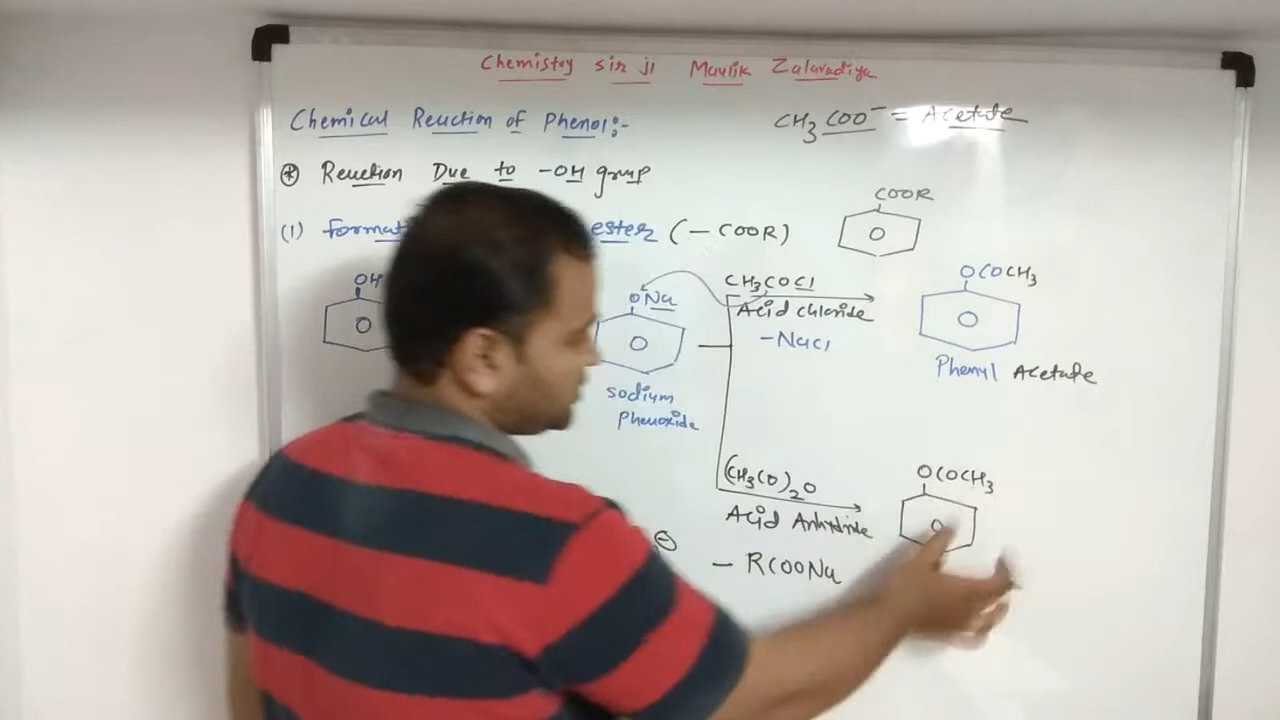 Chemistry sir ji Maulik Zalavadiya
Chemical Reaction of Phenol:-
CH3COO⁻ = Acetate
* Reaction Due to -OH group
COOR
(1) format ester (-COOR)
OH
ONa
CH3COCl
OCOCH3
Acid chloride
-NaCl
Phenyl Acetate
sodium
phenoxide
(CH3CO)2O
OCOCH3
Acid Anhydride
⊖
- RCOONa